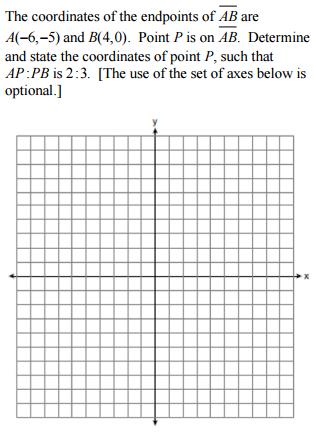 The coordinates of the endpoints of AB are
A(−6,−5) and B(4,0). Point P is on AB. Determine
and state the coordinates of point P, such that
AP:PB is 2:3. [The use of the set of axes below is
optional.]
y
x